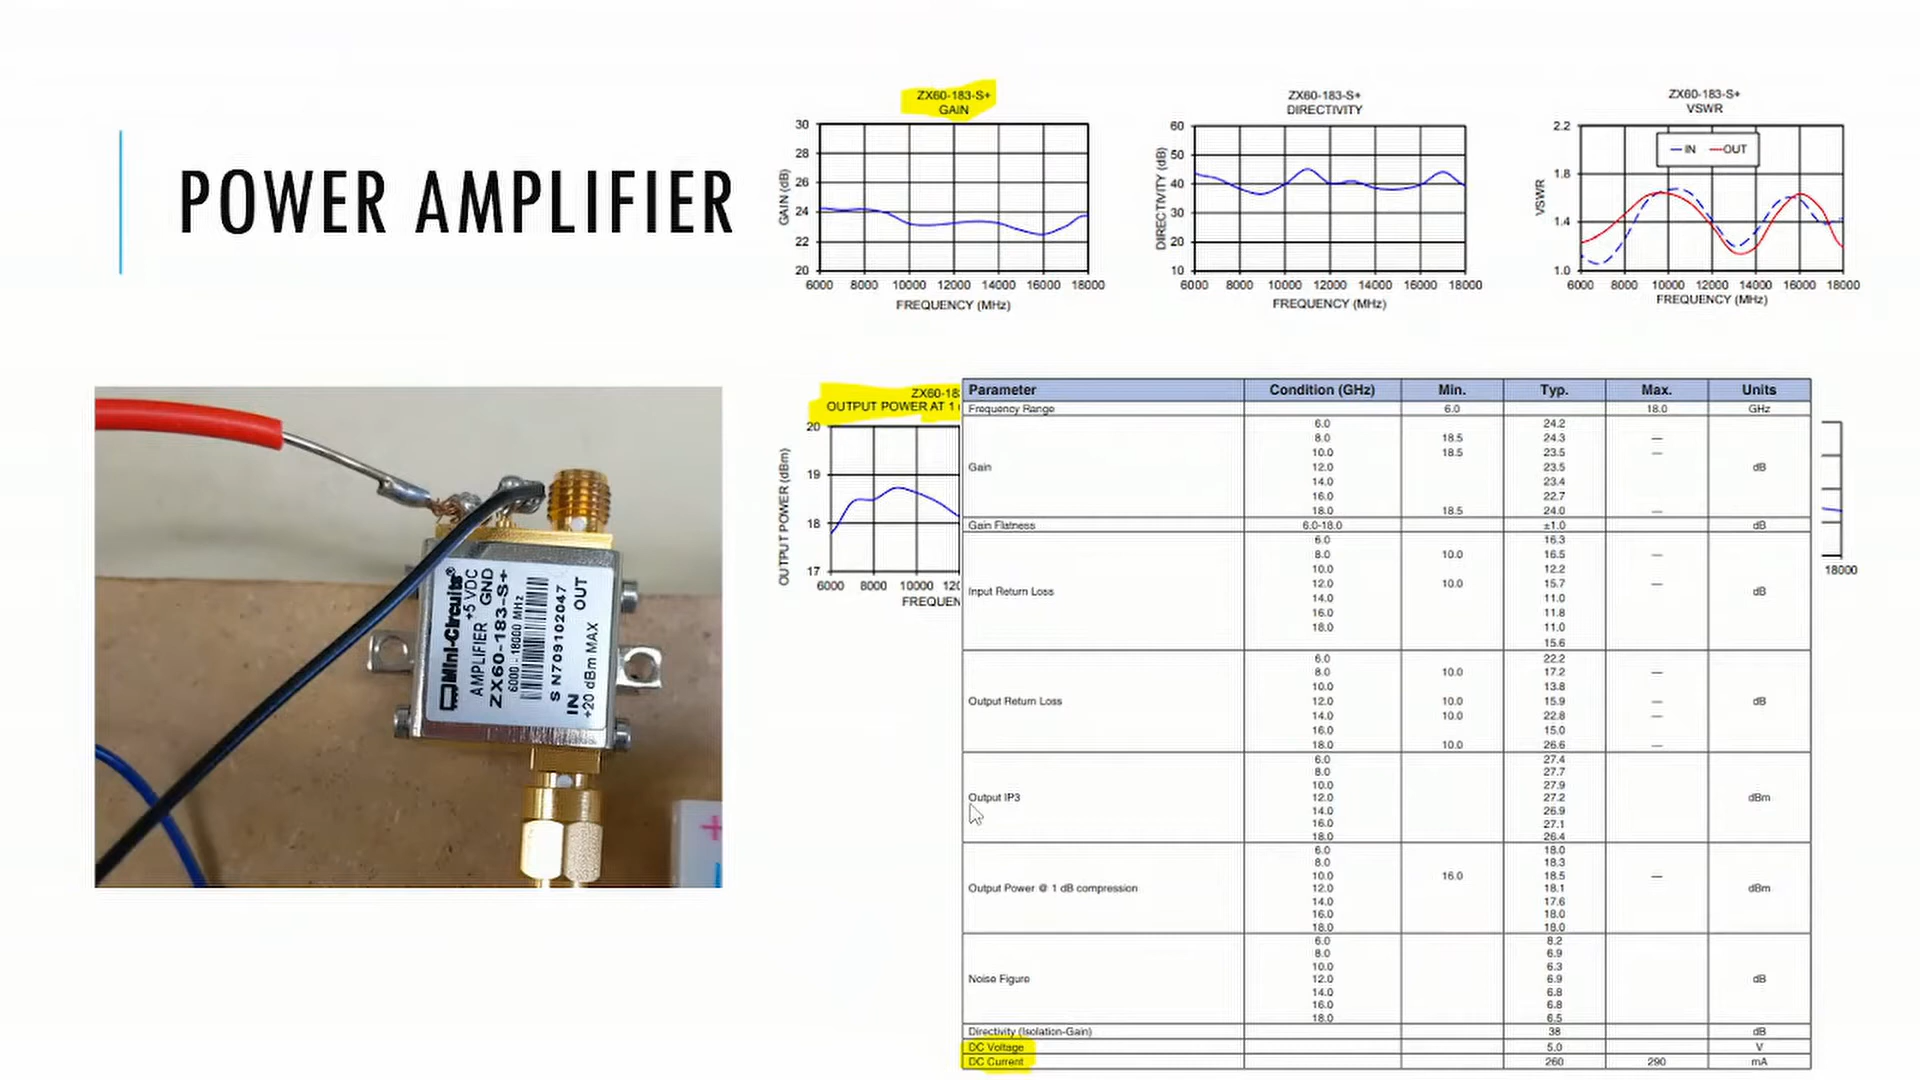 POWER AMPLIFIER
ZX60-183-S+
GAIN
30
28
26
24
22
20
GAIN (dB)
6000 8000 10000 12000 14000 16000 18000
FREQUENCY (MHz)
ZX60-183-S+
DIRECTIVITY
60
50
40
30
20
10
DIRECTIVITY (dB)
6000 8000 10000 12000 14000 16000 18000
FREQUENCY (MHz)
ZX60-183-S+
VSWR
2.2
1.8
1.4
1.0
VSWR
IN OUT
6000 8000 10000 12000 14000 16000 18000
FREQUENCY (MHz)
Mini-Circuits®
+5 VDC
AMPLIFIER GND
ZX60-183-S+
6000 - 18000 MHz
S N709102047
IN OUT
+20 dBm MAX
+
ZX60-18
OUTPUT POWER AT 1
20
19
18
17
OUTPUT POWER (dBm)
6000 8000 10000 120
FREQUEN
18000
Parameter Condition (GHz) Min. Typ. Max. Units
Frequency Range 6.0 18.0 GHz
Gain dB
6.0 24.2
8.0 18.5 24.3 —
10.0 18.5 23.5 —
12.0 23.5
14.0 23.4
16.0 22.7
18.0 18.5 24.0 —
Gain Flatness 6.0-18.0 ±1.0 dB
Input Return Loss dB
6.0 16.3
8.0 10.0 16.5 —
10.0 12.2
12.0 10.0 15.7 —
14.0 11.0
16.0 11.8
18.0 11.0
15.6
Output Return Loss dB
6.0 22.2
8.0 10.0 17.2 —
10.0 13.8
12.0 10.0 15.9 —
14.0 10.0 22.8 —
16.0 15.0
18.0 10.0 26.6 —
Output IP3 dBm
6.0 27.4
8.0 27.7
10.0 27.9
12.0 27.2
14.0 26.9
16.0 27.1
18.0 26.4
Output Power @ 1 dB compression dBm
6.0 18.0
8.0 18.3
10.0 16.0 18.5 —
12.0 18.1
14.0 17.6
16.0 18.0
18.0 18.0
Noise Figure dB
6.0 8.2
8.0 6.9
10.0 6.3
12.0 6.9
14.0 6.8
16.0 6.8
18.0 6.5
Directivity (Isolation-Gain) 38 dB
DC Voltage 5.0 V
DC Current 260 290 mA